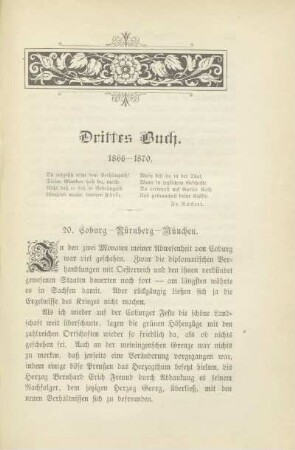 Drittes Buch.
1866–1870.
Fr. Rückert.
20. Coburg–Nürnberg–München.
In den zwei Monaten meiner Abwesenheit von Coburg
war viel geschehen. Zwar die diplomatischen Ver-
handlungen mit Oesterreich und den ihnen verbündet
gewesenen Staaten dauerten noch fort — am längsten währte
es in Sachsen damit. Aber rückgängig ließen sich ja die
Ergebnisse des Krieges nicht machen.
Als ich wieder auf der Coburger Feste die schöne Land-
schaft weit überschaute, lagen die grünen Höhenzüge mit den
zahlreichen Ortschaften wieder so friedlich da, als ob nichts
geschehen sei. Auch an der meiningenschen Grenze war nichts
zu merken, daß jenseits eine Veränderung vorgegangen war,
indem einige Preußen das Herzogthum besetzt hielten, bis
Herzog Bernhard Erich Freund durch Abdankung es seinem
Nachfolger, dem jetzigen Herzog Georg, überließ, mit den
neuen Verhältnissen sich zu befreunden.